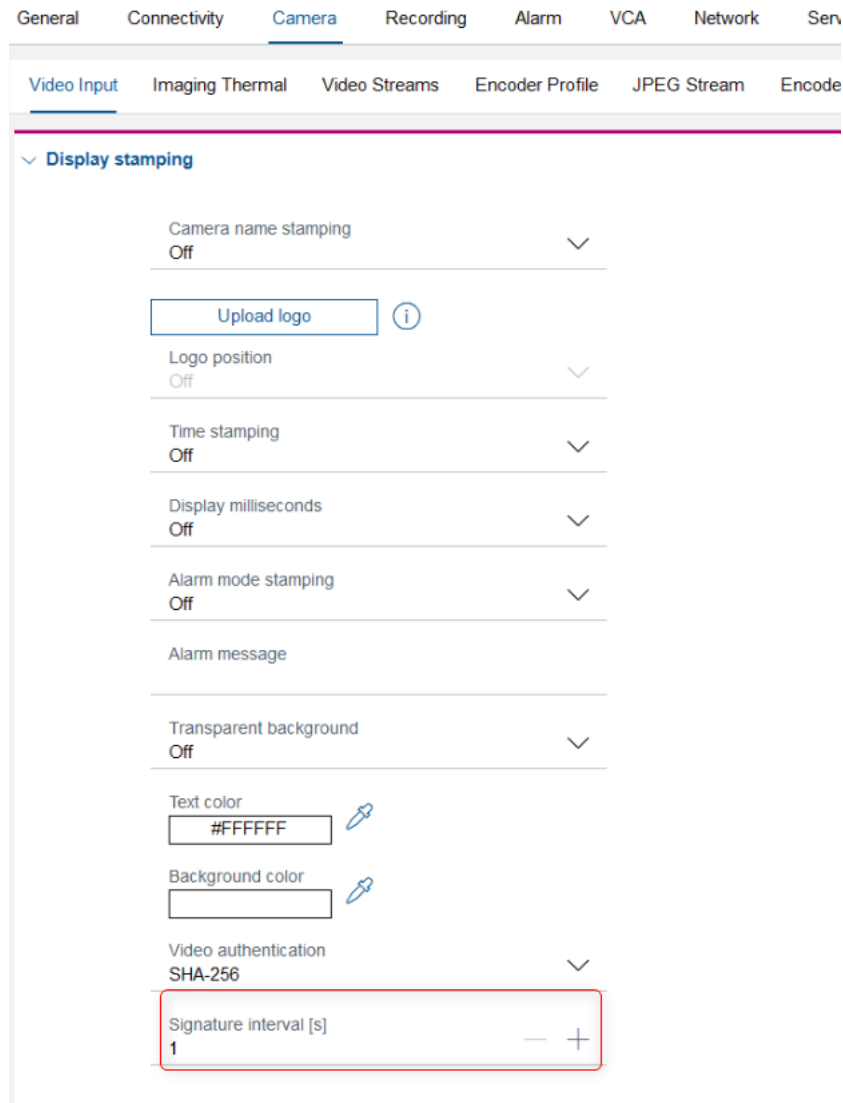 General Connectivity Camera Recording Alarm VCA Network Serv
Video Input Imaging Thermal Video Streams Encoder Profile JPEG Stream Encode
Display stamping
Camera name stamping
Off
Upload logo
i
Logo position
Off
Time stamping
Off
Display milliseconds
Off
Alarm mode stamping
Off
Alarm message
Transparent background
Off
Text color
#FFFFFF
Background color
Video authentication
SHA-256
Signature interval [s]
1